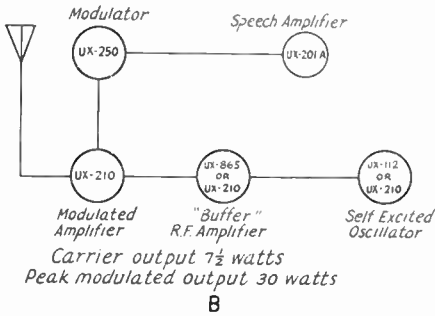 Modulator
Speech Amplifier
UX-250
UX-201A
UX-210
UX-865
OR
UX-210
UX-112
OR
UX-210
Modulated
Amplifier
"Buffer"
R.F. Amplifier
Self Excited
Oscillator
Carrier output 7½ watts
Peak modulated output 30 watts
B